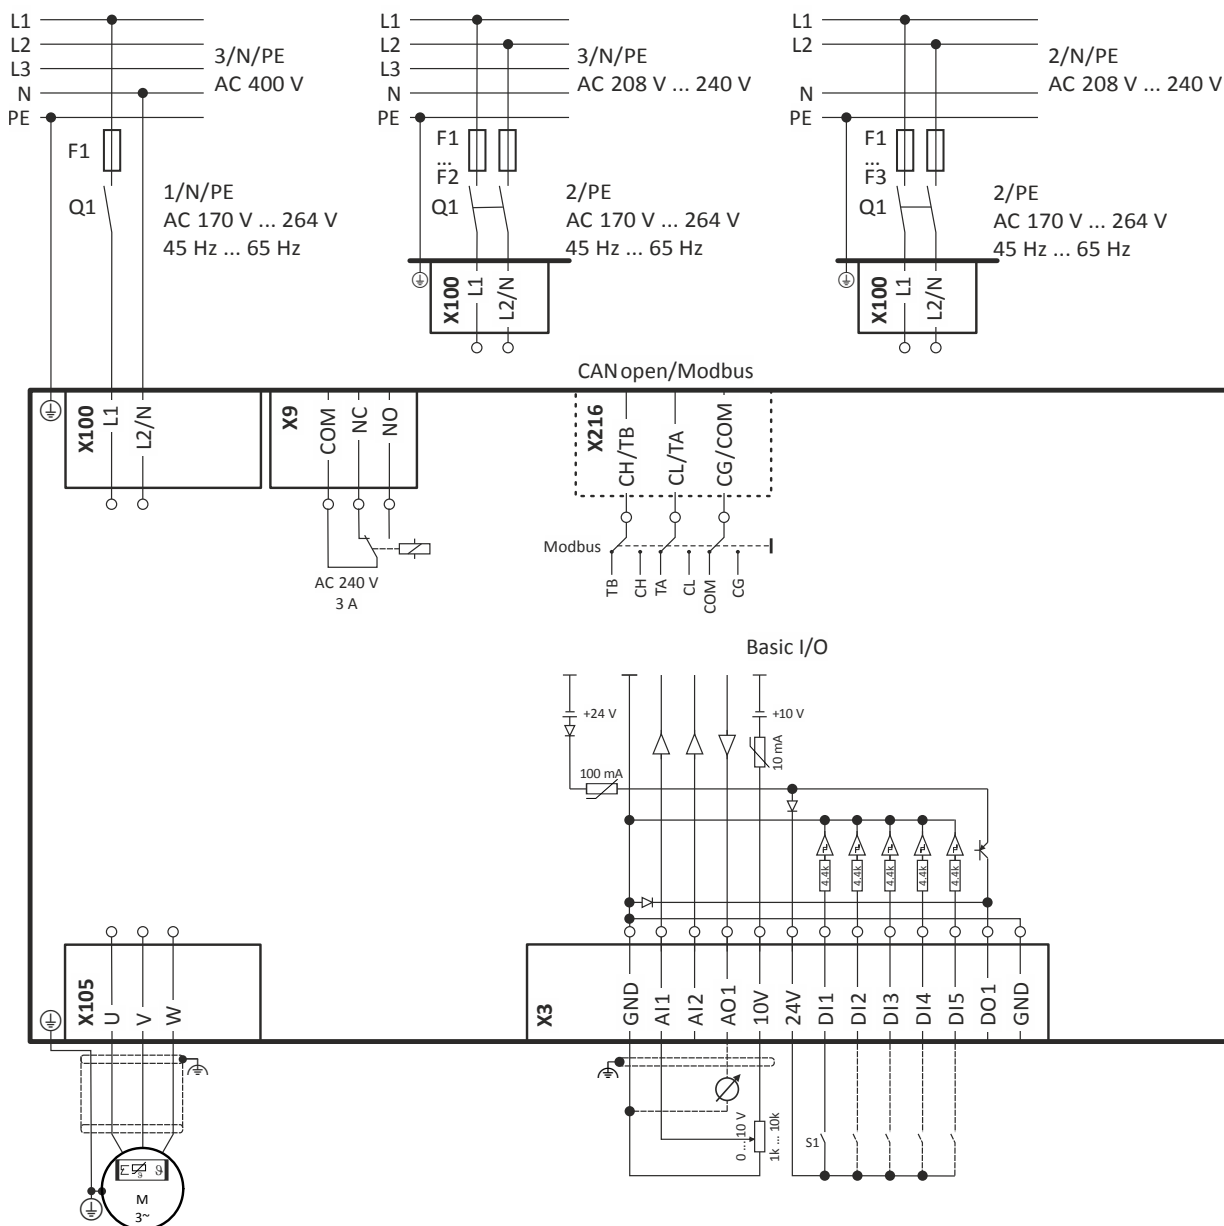 L1
L2
L3
N
PE
3/N/PE
AC 400 V
F1
Q1
1/N/PE
AC 170 V ... 264 V
45 Hz ... 65 Hz
L1
L2
L3
N
PE
3/N/PE
AC 208 V ... 240 V
F1
...
F2
Q1
2/PE
AC 170 V ... 264 V
45 Hz ... 65 Hz
X100
L1
L2/N
L1
L2
N
PE
2/N/PE
AC 208 V ... 240 V
F1
...
F3
Q1
2/PE
AC 170 V ... 264 V
45 Hz ... 65 Hz
X100
L1
L2/N
CANopen/Modbus
X100
L1
L2/N
X9
COM
NC
NO
AC 240 V
3 A
X216
CH/TB
CL/TA
CG/COM
Modbus
TB
CH
TA
CL
COM
CG
Basic I/O
+24 V
+10 V
10 mA
100 mA
4.4k
4.4k
4.4k
4.4k
4.4k
X105
U
V
W
X3
GND
AI1
AI2
AO1
10V
24V
DI1
DI2
DI3
DI4
DI5
DO1
GND
0 ... 10 V
1k ... 10k
S1
ϑ
M
3~